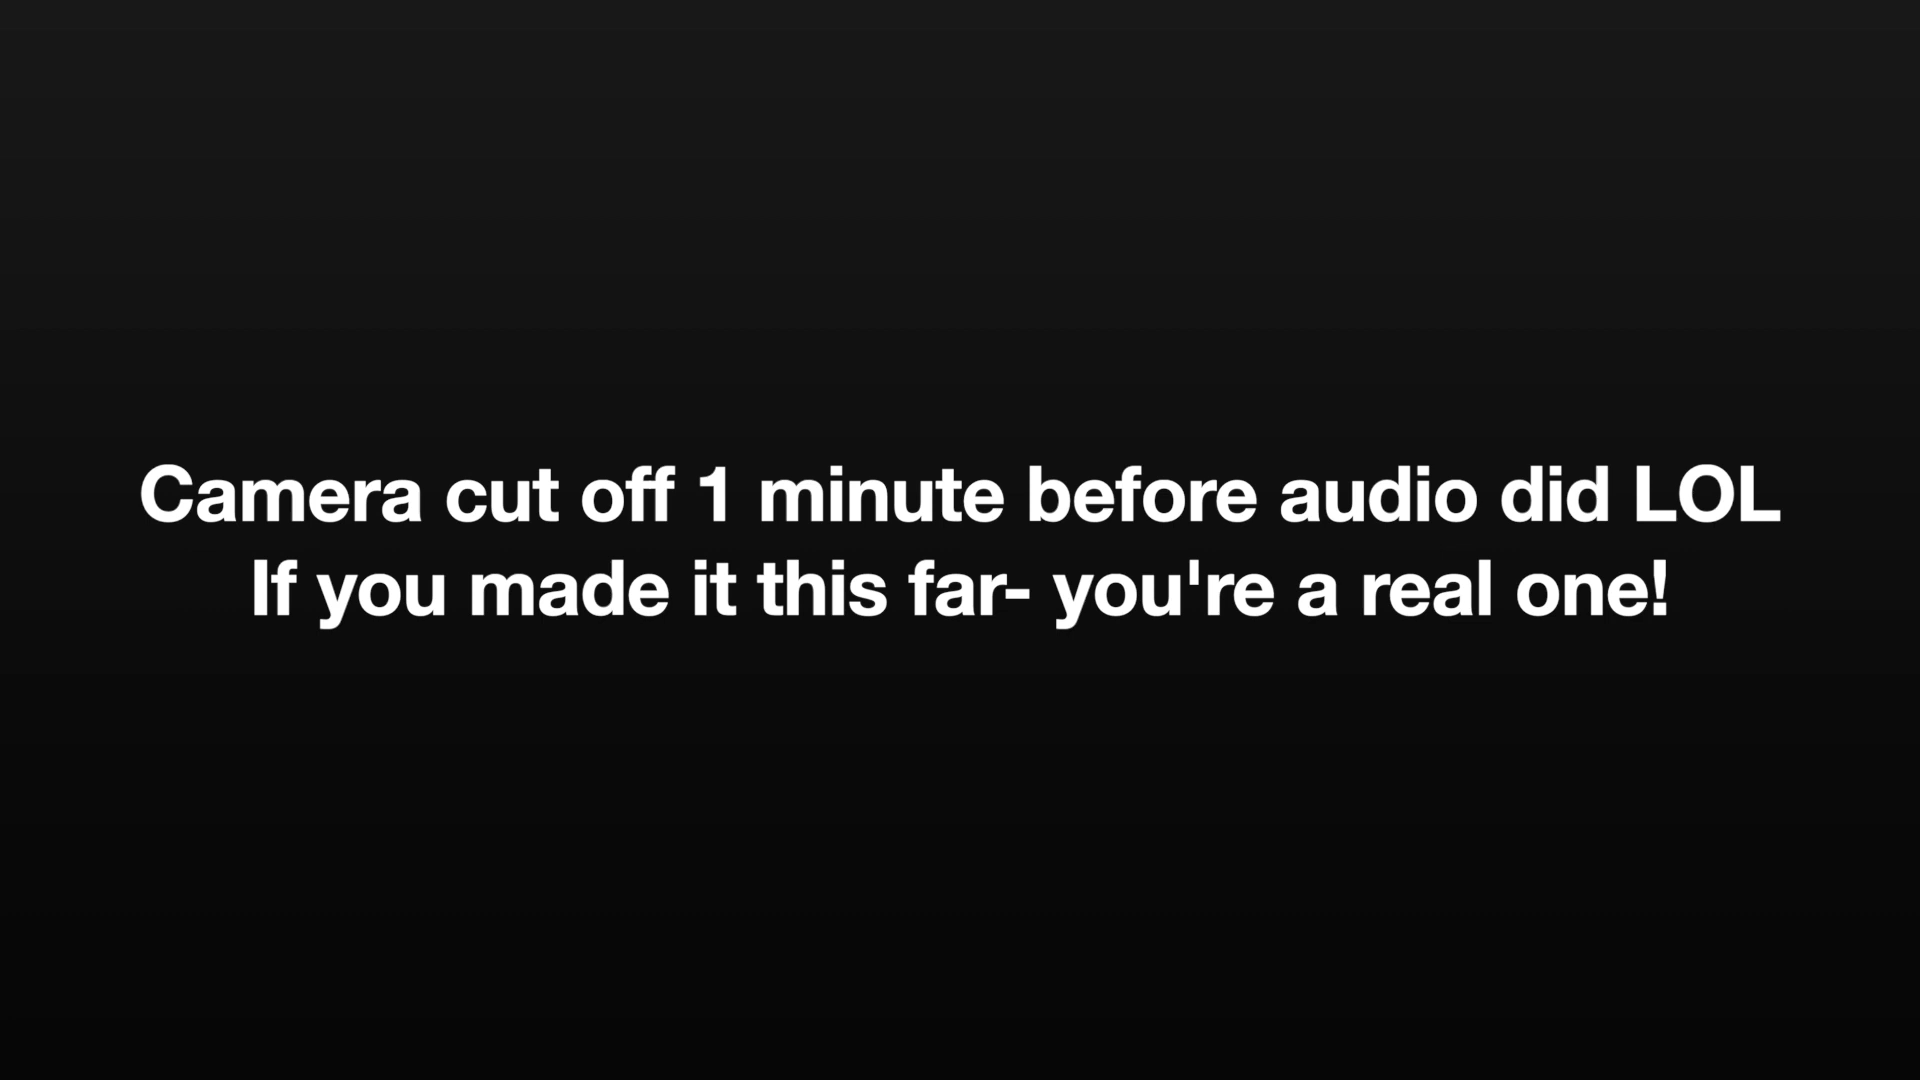 Camera cut off 1 minute before audio did LOL
If you made it this far- you're a real one!